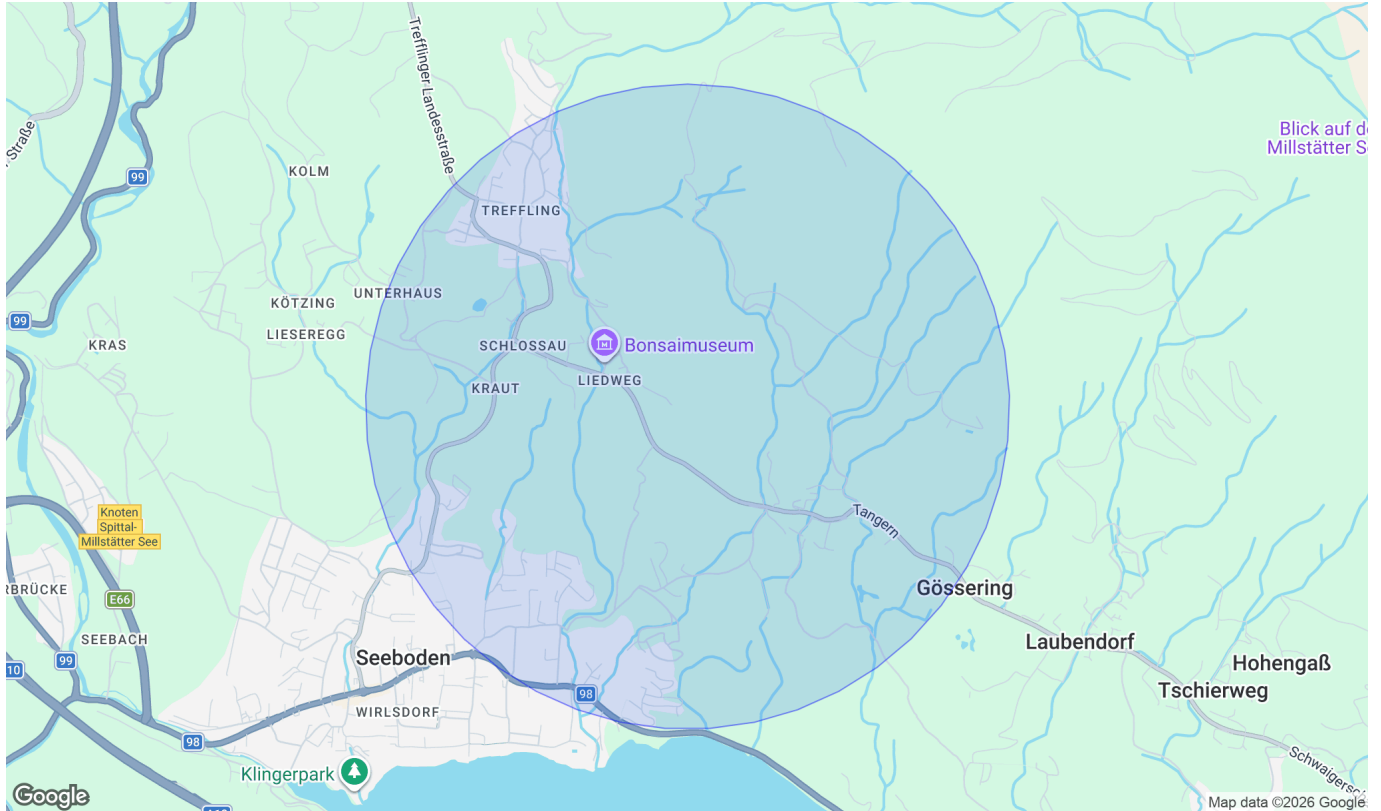 Trefflinger Landesstraße
Straße
Blick auf d
Millstätter S
99
KOLM
TREFFLING
UNTERHAUS
KÖTZING
99
LIESEREGG
KRAS
SCHLOSSAU
Bonsaimuseum
LIEDWEG
KRAUT
Knoten
Spittal-
Millstätter See
Tangern
RBRÜCKE
E66
Gössering
SEEBACH
Laubendorf
Seeboden
99
10
Hohengaß
Tschierweg
98
WIRLSDORF
98
Klingerpark
Schwaigers
Google
Map data ©2026 Google